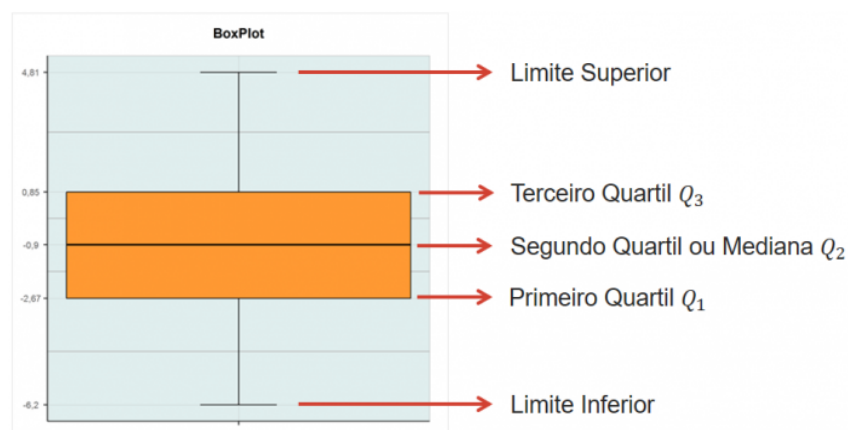 BoxPlot
4,81
Limite Superior
0,85
Terceiro Quartil Q₃
-0,9
Segundo Quartil ou Mediana Q₂
-2,67
Primeiro Quartil Q₁
-6,2
Limite Inferior